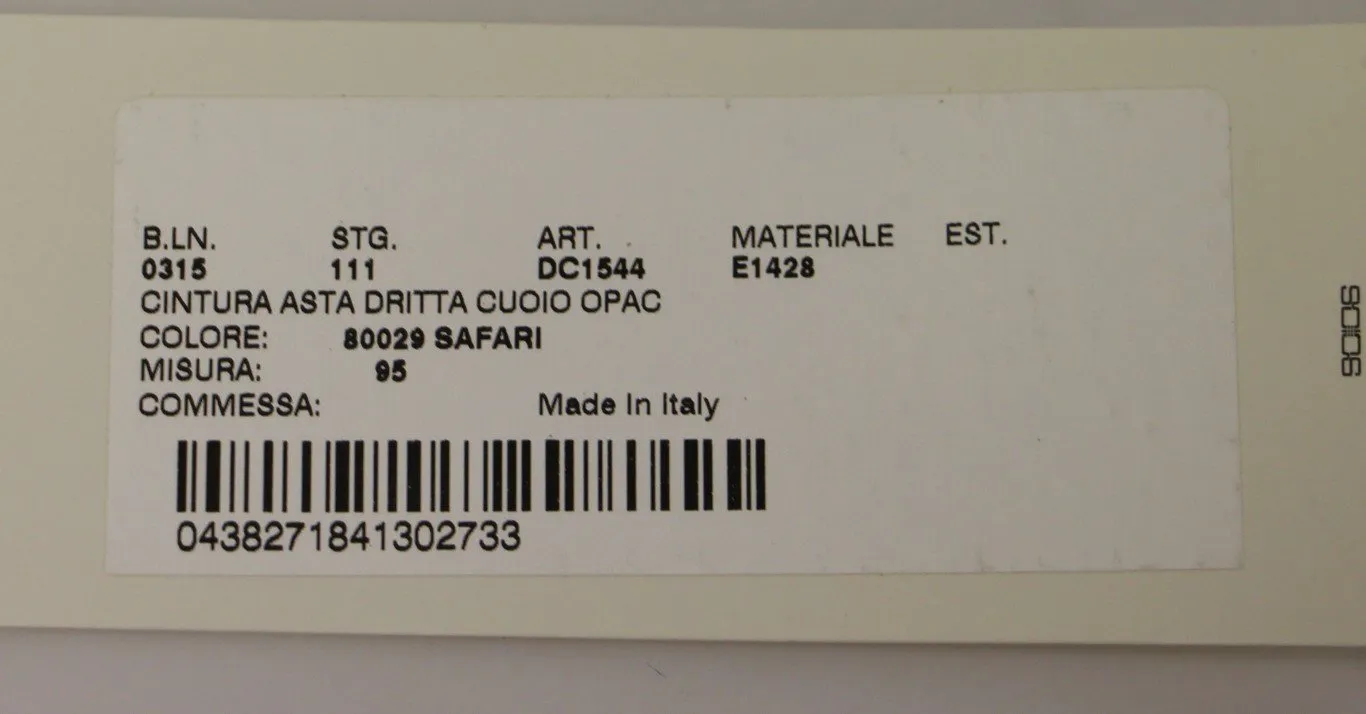 B.LN. STG. ART. MATERIALE EST.
0315 111 DC1544 E1428
CINTURA ASTA DRITTA CUOIO OPAC
COLORE: 80029 SAFARI
MISURA: 95
COMMESSA: Made In Italy
0438271841302733